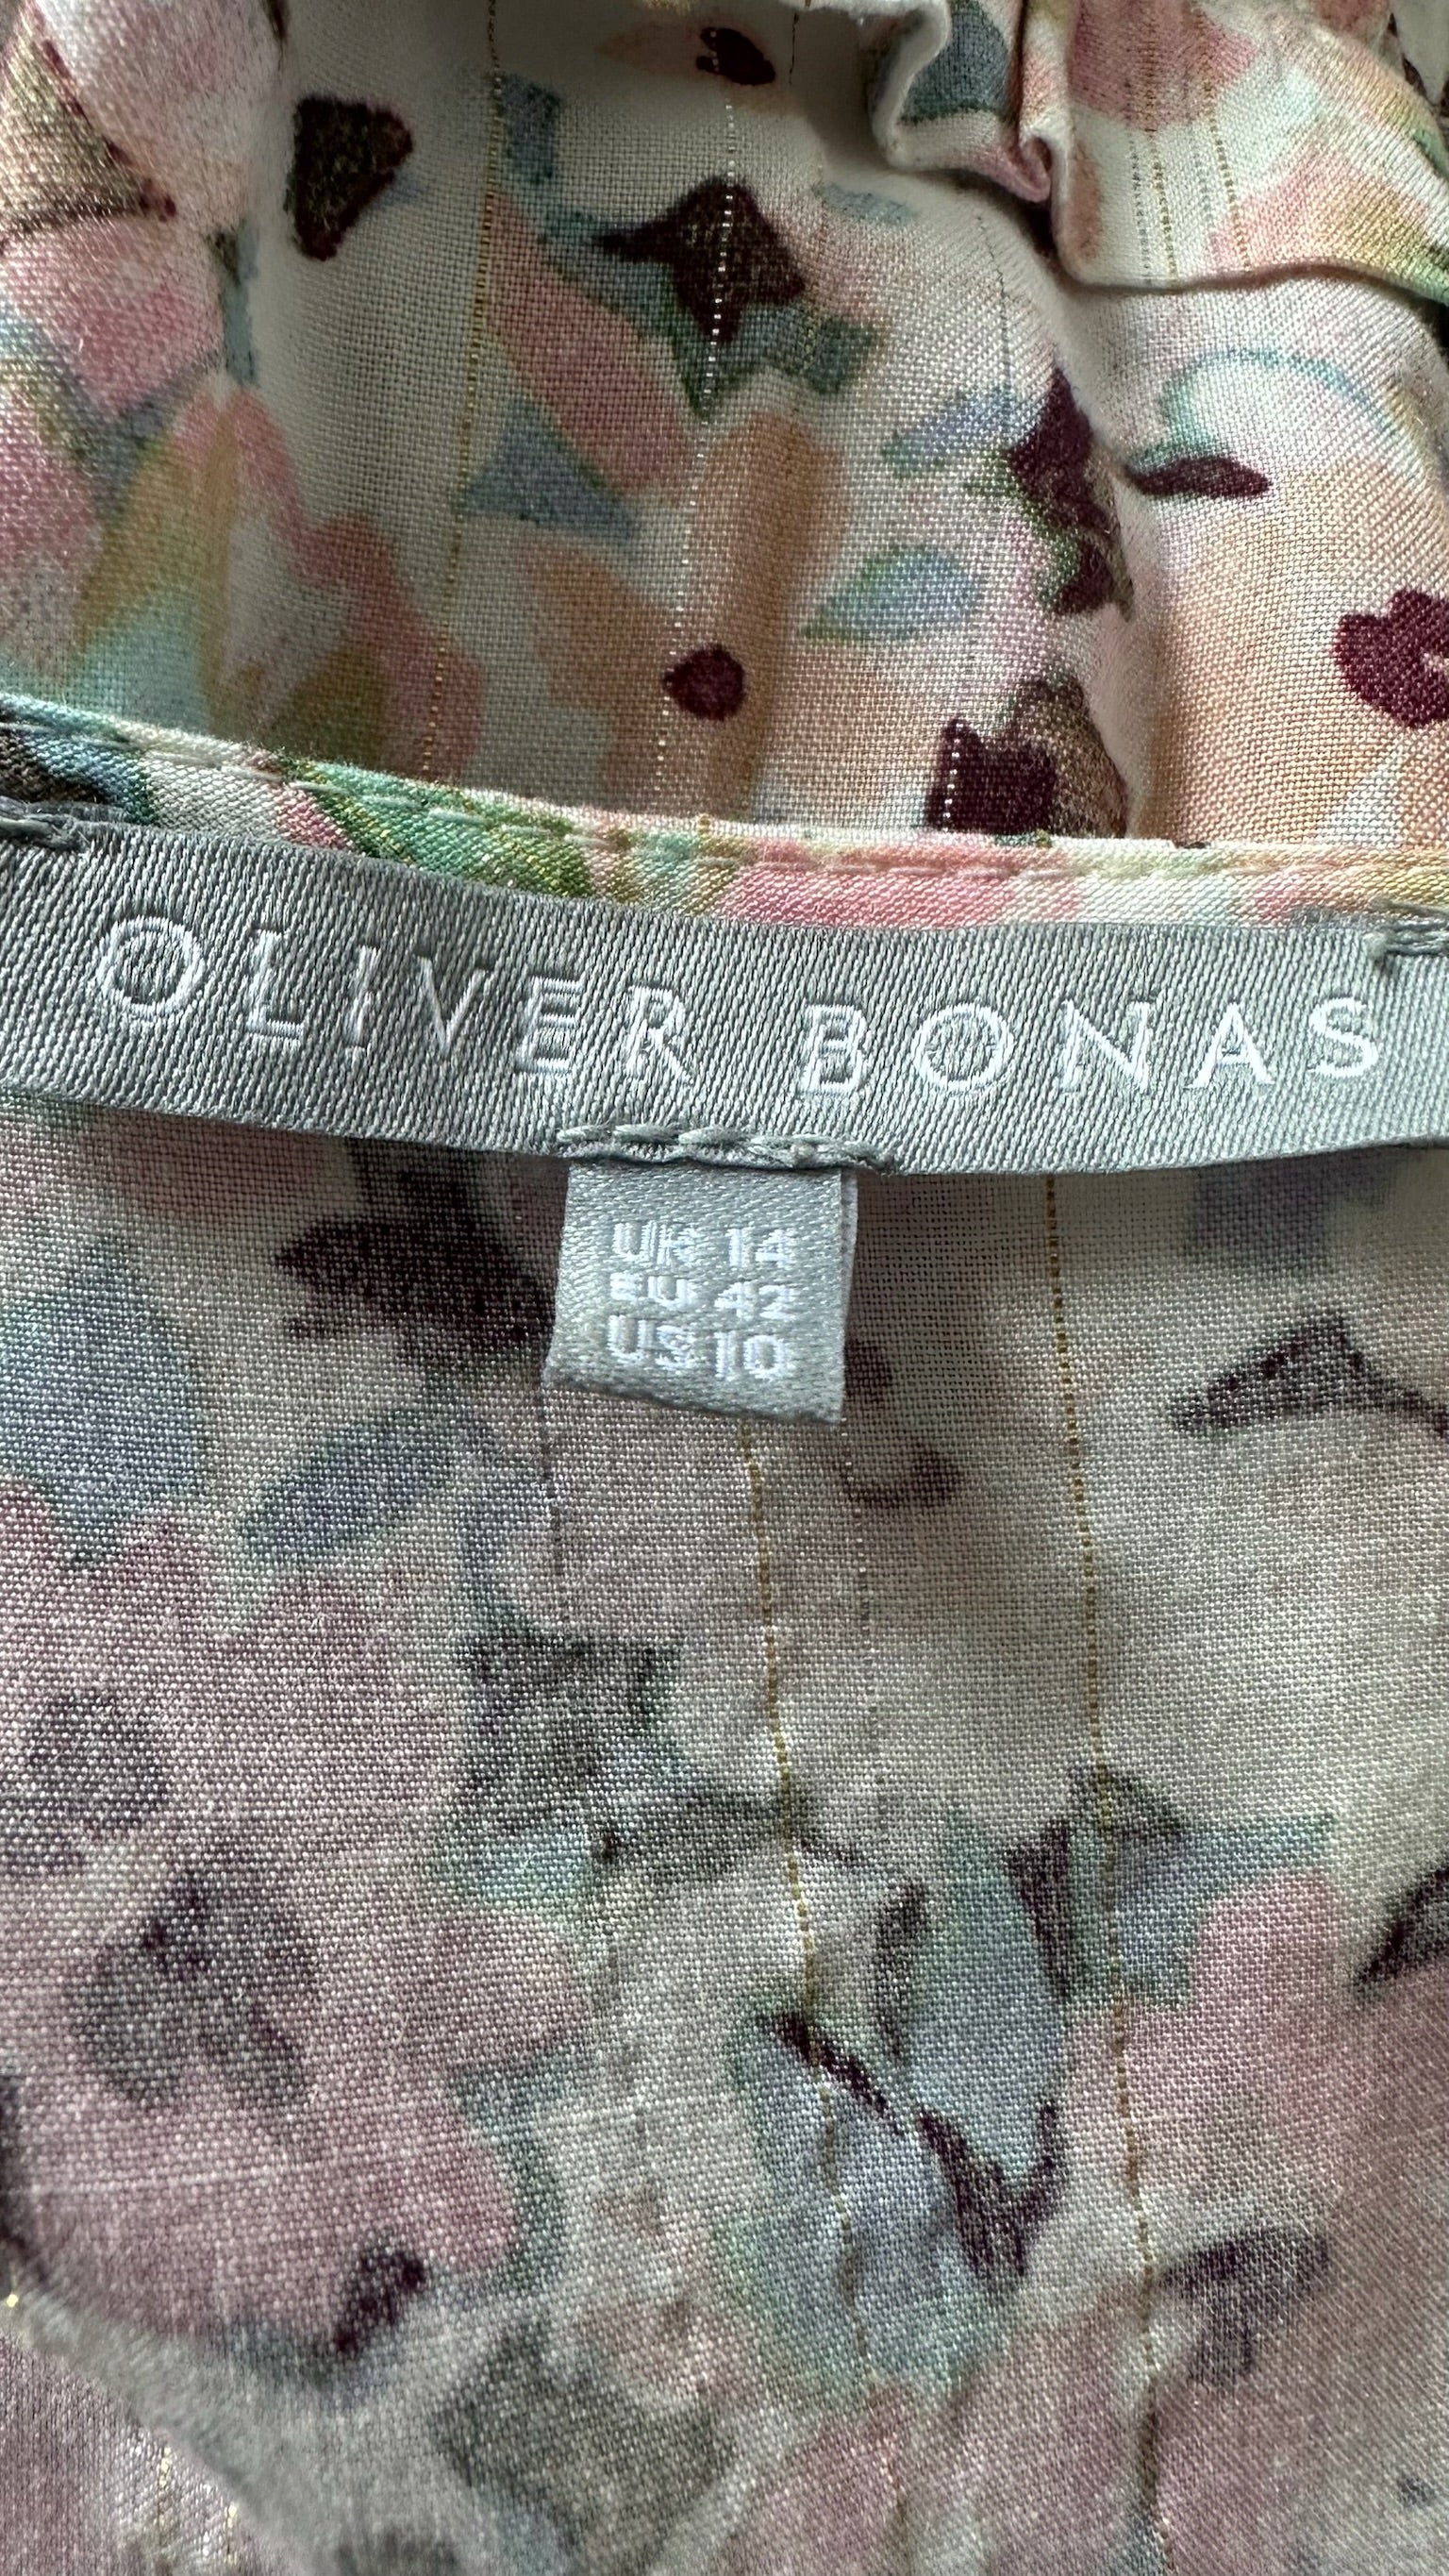 OLIVER BONAS
UK 14
EU 42
US 10